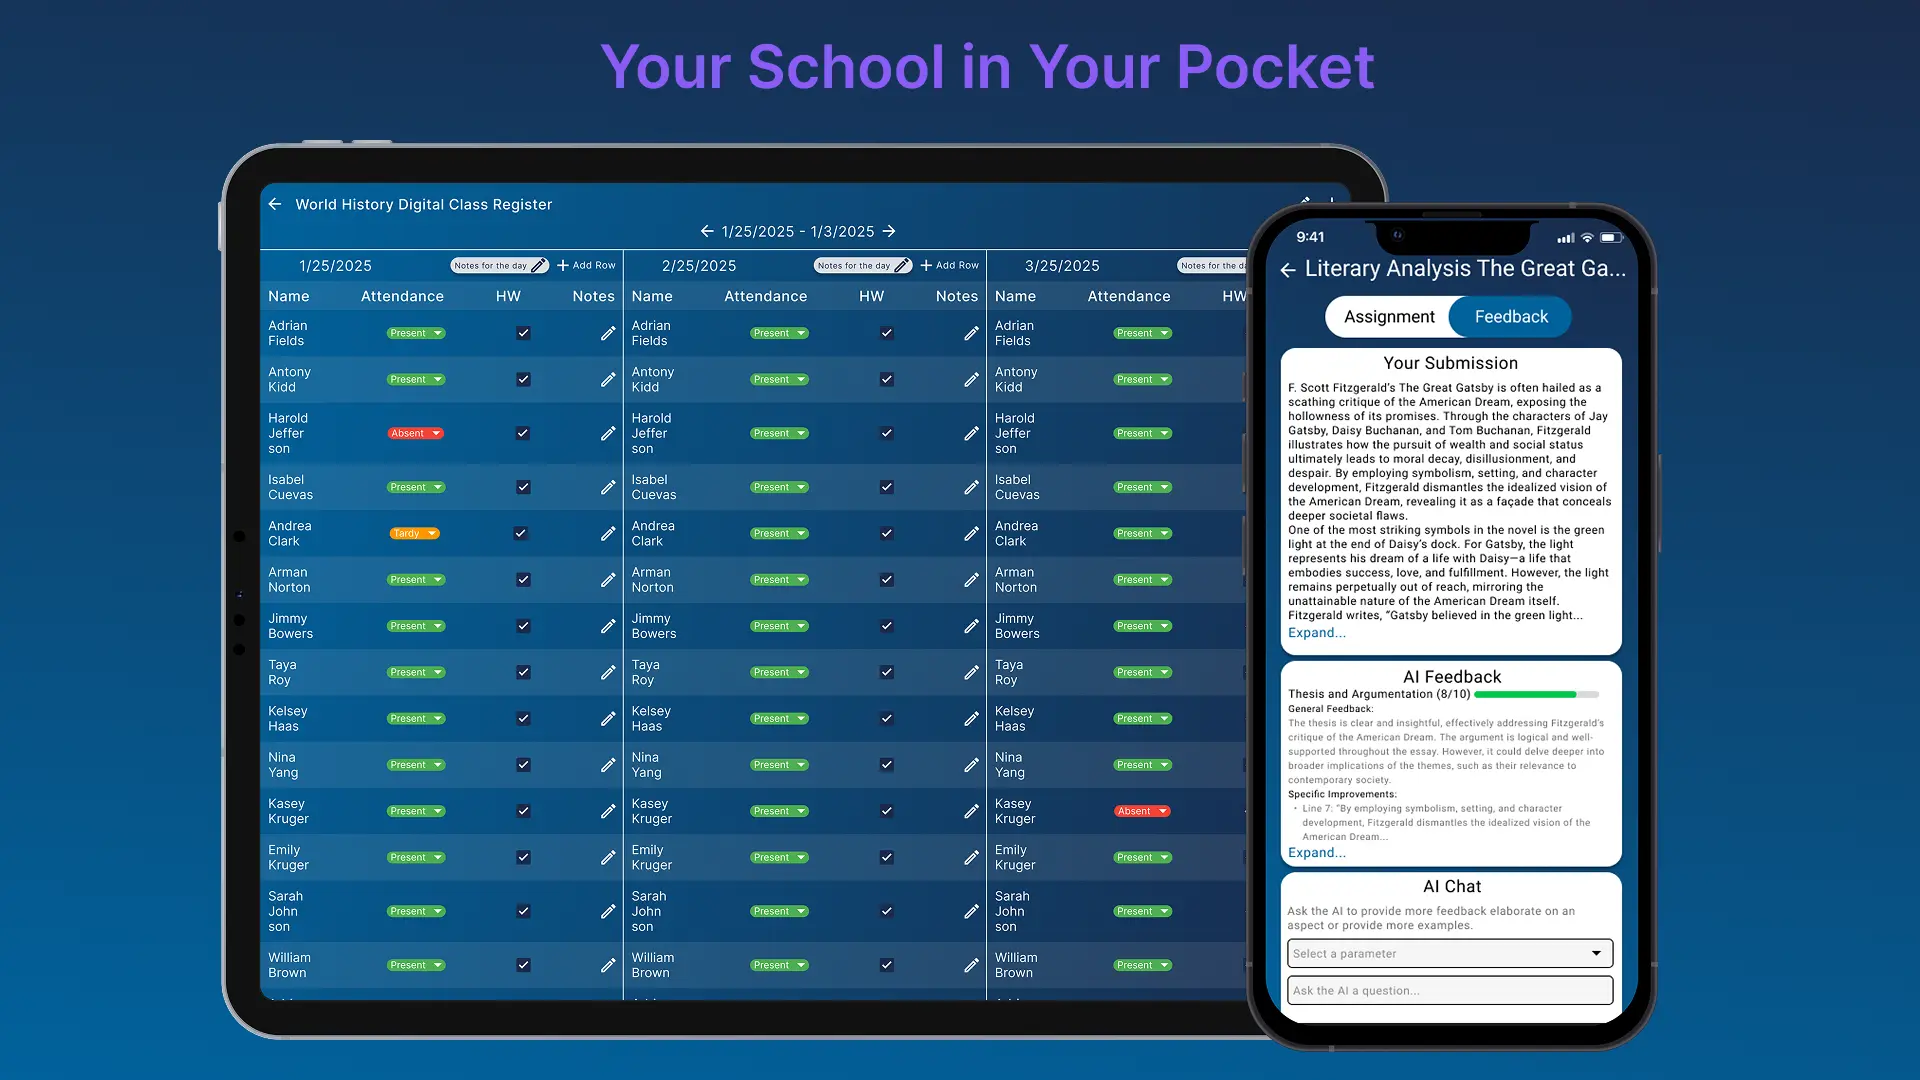 Your School in Your Pocket
World History Digital Class Register
1/25/2025 - 1/3/2025
1/25/2025 Notes for the day Add Row
Name Attendance HW Notes
Adrian
Fields Present
Antony
Kidd Present
Harold
Jeffer
son Absent
Isabel
Cuevas Present
Andrea
Clark Tardy
Arman
Norton Present
Jimmy
Bowers Present
Taya
Roy Present
Kelsey
Haas Present
Nina
Yang Present
Kasey
Kruger Present
Emily
Kruger Present
Sarah
John
son Present
William
Brown Present
2/25/2025 Notes for the day Add Row
Name Attendance HW Notes
Adrian
Fields Present
Antony
Kidd Present
Harold
Jeffer
son Present
Isabel
Cuevas Present
Andrea
Clark Present
Arman
Norton Present
Jimmy
Bowers Present
Taya
Roy Present
Kelsey
Haas Present
Nina
Yang Present
Kasey
Kruger Present
Emily
Kruger Present
Sarah
John
son Present
William
Brown Present
3/25/2025 Notes for the
Name Attendance HW
Adrian
Fields Present
Antony
Kidd Present
Harold
Jeffer
son Present
Isabel
Cuevas Present
Andrea
Clark Present
Arman
Norton Present
Jimmy
Bowers Present
Taya
Roy Present
Kelsey
Haas Present
Nina
Yang Present
Kasey
Kruger Absent
Emily
Kruger Present
Sarah
John
son Present
William
Brown Present
9:41
Literary Analysis The Great Ga...
Assignment Feedback
Your Submission
F. Scott Fitzgerald's The Great Gatsby is often hailed as a
scathing critique of the American Dream, exposing the
hollowness of its promises. Through the characters of Jay
Gatsby, Daisy Buchanan, and Tom Buchanan, Fitzgerald
illustrates how the pursuit of wealth and social status
ultimately leads to moral decay, disillusionment, and
despair. By employing symbolism, setting, and character
development, Fitzgerald dismantles the idealized vision of
the American Dream, revealing it as a façade that conceals
deeper societal flaws.
One of the most striking symbols in the novel is the green
light at the end of Daisy's dock. For Gatsby, the light
represents his dream of a life with Daisy—a life that
embodies success, love, and fulfillment. However, the light
remains perpetually out of reach, mirroring the
unattainable nature of the American Dream itself.
Fitzgerald writes, "Gatsby believed in the green light...
Expand...
AI Feedback
Thesis and Argumentation (8/10)
General Feedback:
The thesis is clear and insightful, effectively addressing Fitzgerald's
critique of the American Dream. The argument is logical and well-
supported throughout the essay. However, it could delve deeper into
broader implications of the themes, such as their relevance to
contemporary society.
Specific Improvements:
• Line 7: "By employing symbolism, setting, and character
development, Fitzgerald dismantles the idealized vision of the
American Dream...
Expand...
AI Chat
Ask the AI to provide more feedback elaborate on an
aspect or provide more examples.
Select a parameter
Ask the AI a question...